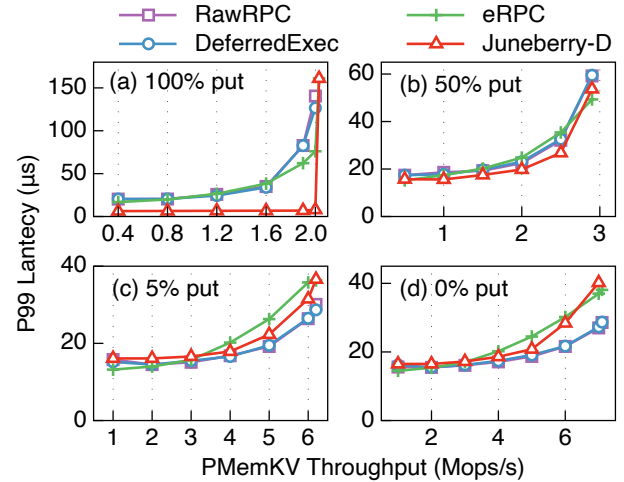 RawRPC eRPC
DeferredExec Juneberry-D
P99 Lantecy (μs)
(a) 100% put
150
100
50
0
0.4 0.8 1.2 1.6 2.0
(b) 50% put
60
40
20
0
1 2 3
(c) 5% put
40
20
0
1 2 3 4 5 6
(d) 0% put
40
20
0
2 4 6
PMemKV Throughput (Mops/s)